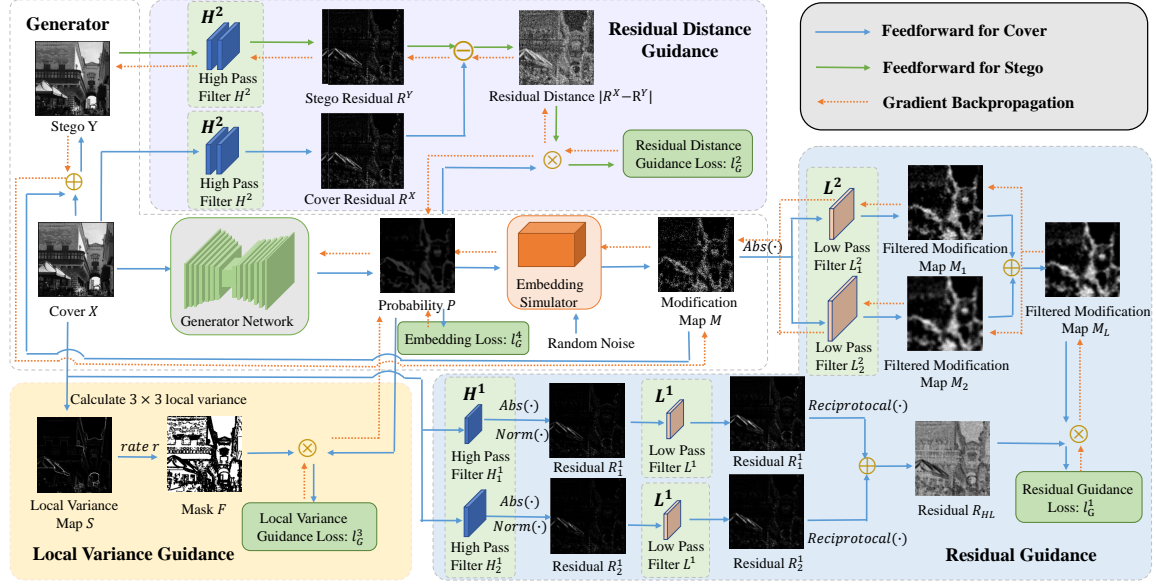 Generator
Stego Y
Cover X
H²
High Pass
Filter H²
Stego Residual Rʸ
Residual Distance
Guidance
Residual Distance |Rˣ−Rʸ|
H²
High Pass
Filter H²
Cover Residual Rˣ
Residual Distance
Guidance Loss: l_G^2
Feedforward for Cover
Feedforward for Stego
Gradient Backpropagation
Generator Network
Probability P
Embedding Loss: l_G^4
Embedding
Simulator
Random Noise
Modification
Map M
Abs(·)
L²
Low Pass
Filter L_1^2
Filtered Modification
Map M₁
Low Pass
Filter L_2^2
Filtered Modification
Map M₂
Filtered Modification
Map M_L
Calculate 3 × 3 local variance
Local Variance
Map S
rate r
Mask F
Local Variance
Guidance Loss: l_G^3
Local Variance Guidance
H¹
High Pass
Filter H_1^1
Abs(·)
Norm(·)
Residual R_1^1
L¹
Low Pass
Filter L¹
Residual R_1^1
Reciprotocal(·)
High Pass
Filter H_2^1
Abs(·)
Norm(·)
Residual R_2^1
L¹
Low Pass
Filter L¹
Residual R_2^1
Reciprotocal(·)
Residual R_HL
Residual Guidance
Loss: l_G^1
Residual Guidance